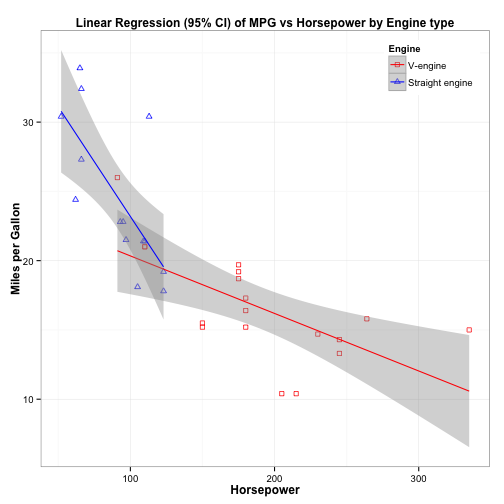 Linear Regression (95% CI) of MPG vs Horsepower by Engine type
Engine
V-engine
Straight engine
30
20
10
Miles per Gallon
100
200
300
Horsepower